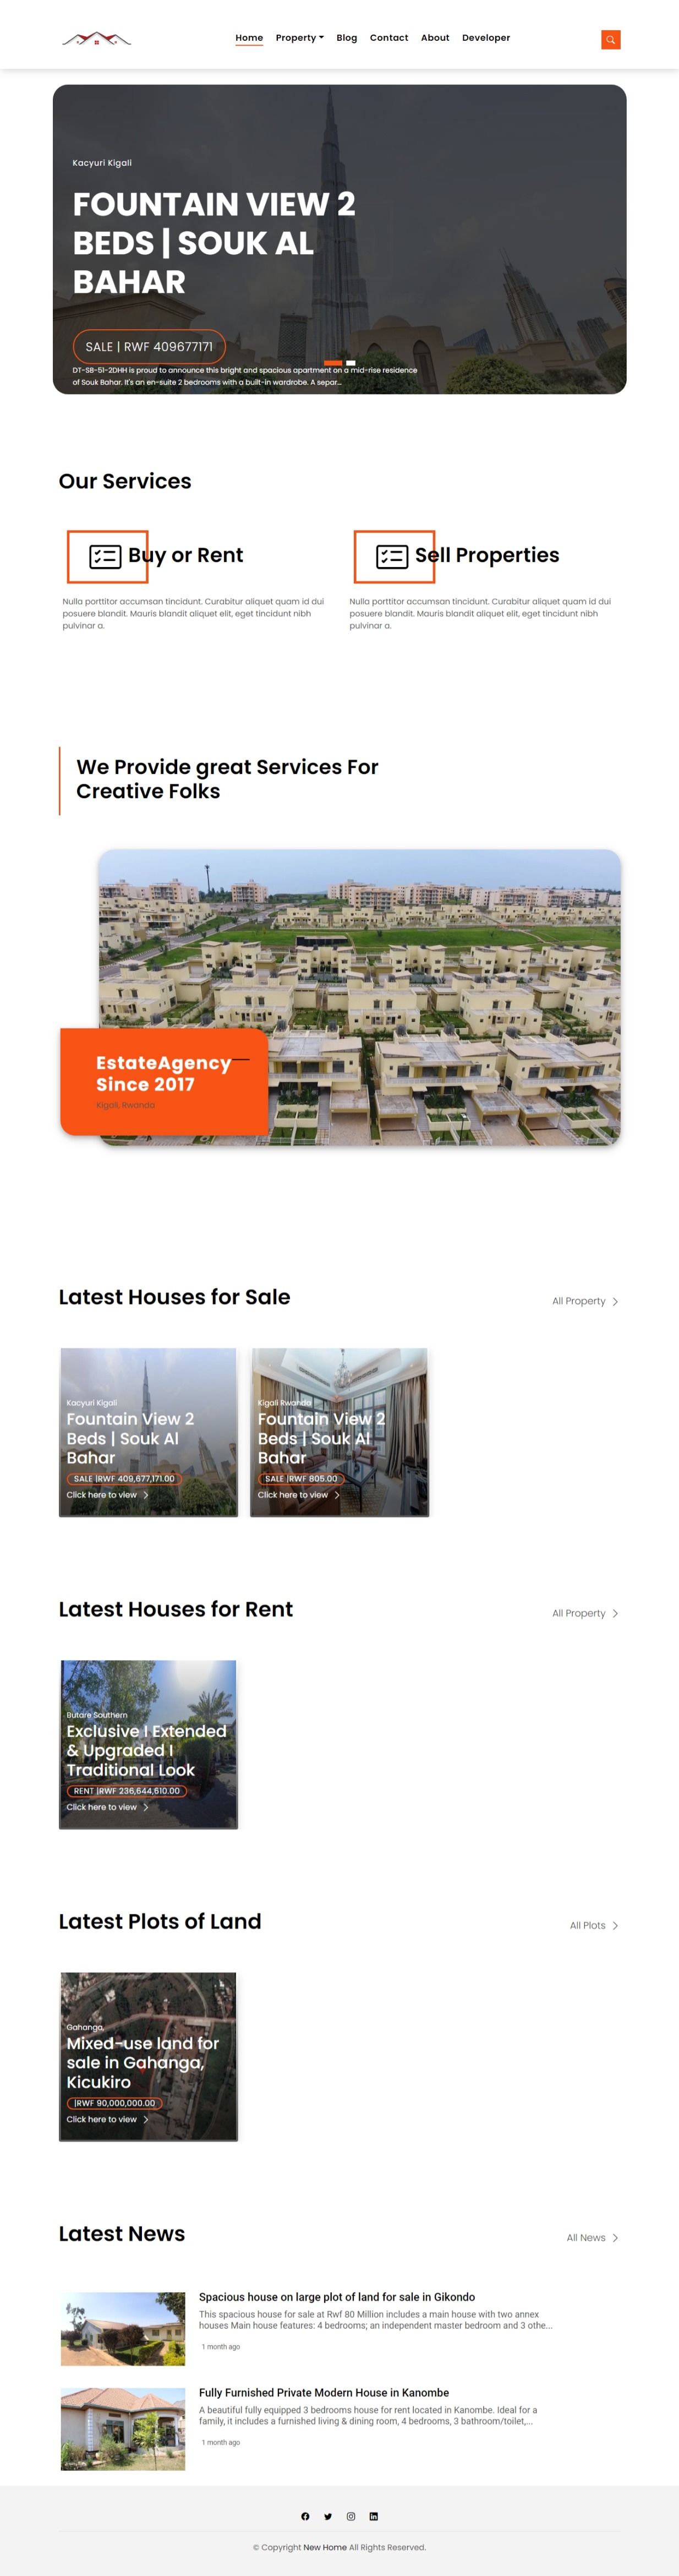 Home Property Blog Contact About Developer
Kacyuri Kigali
FOUNTAIN VIEW 2
BEDS | SOUK AL
BAHAR
SALE | RWF 409677171
DT-SB-51-2DHH is proud to announce this bright and spacious apartment on a mid-rise residence
of Souk Bahar. It's an en-suite 2 bedrooms with a built-in wardrobe. A separ...
Our Services
Buy or Rent
Nulla porttitor accumsan tincidunt. Curabitur aliquet quam id dui
posuere blandit. Mauris blandit aliquet elit, eget tincidunt nibh
pulvinar a.
Sell Properties
Nulla porttitor accumsan tincidunt. Curabitur aliquet quam id dui
posuere blandit. Mauris blandit aliquet elit, eget tincidunt nibh
pulvinar a.
We Provide great Services For
Creative Folks
EstateAgency
Since 2017
Kigali, Rwanda
Latest Houses for Sale
All Property
Kacyuri Kigali
Fountain View 2
Beds | Souk Al
Bahar
SALE |RWF 409,677,171.00
Click here to view
Kigali Rwanda
Fountain View 2
Beds | Souk Al
Bahar
SALE |RWF 805.00
Click here to view
Latest Houses for Rent
All Property
Butare Southern
Exclusive I Extended
& Upgraded I
Traditional Look
RENT |RWF 236,644,610.00
Click here to view
Latest Plots of Land
All Plots
Gahanga,
Mixed-use land for
sale in Gahanga,
Kicukiro
|RWF 90,000,000.00
Click here to view
Latest News
All News
Spacious house on large plot of land for sale in Gikondo
This spacious house for sale at Rwf 80 Million includes a main house with two annex
houses Main house features: 4 bedrooms; an independent master bedroom and 3 othe...
1 month ago
Fully Furnished Private Modern House in Kanombe
A beautiful fully equipped 3 bedrooms house for rent located in Kanombe. Ideal for a
family, it includes a furnished living & dining room, 4 bedrooms, 3 bathroom/toilet,...
1 month ago
© Copyright New Home All Rights Reserved.